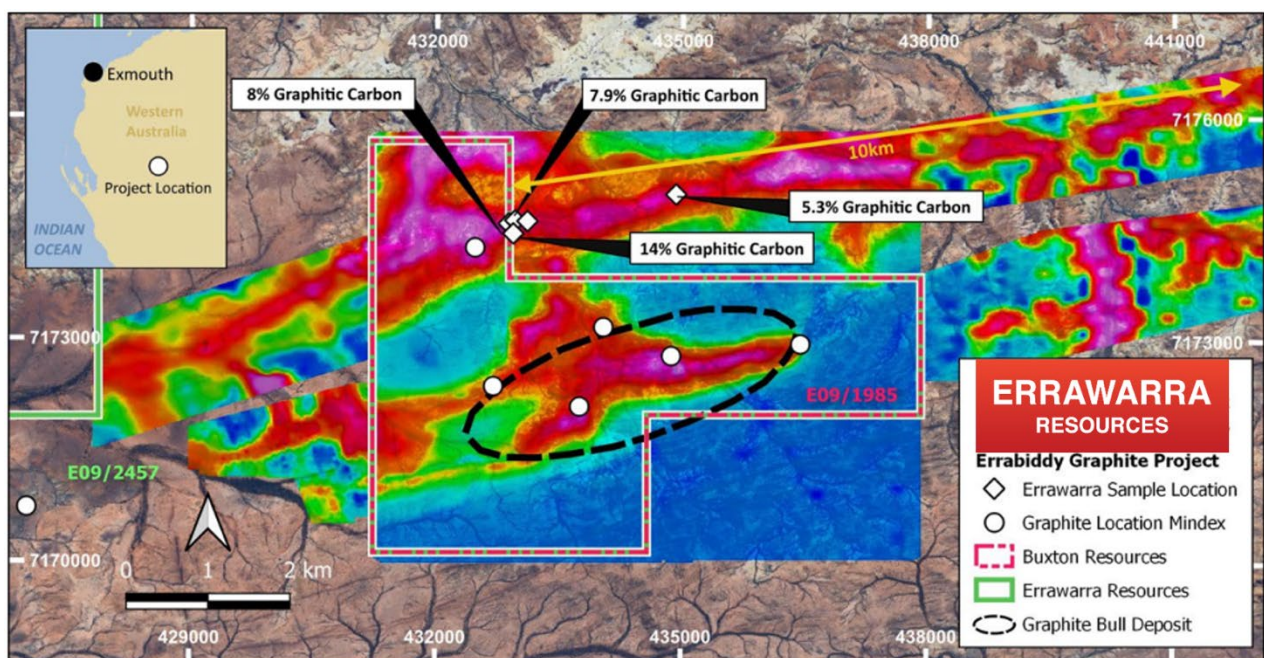 432000
435000
438000
441000
Exmouth
Western
Australia
Project Location
INDIAN
OCEAN
8% Graphitic Carbon
7.9% Graphitic Carbon
7176000
10km
5.3% Graphitic Carbon
14% Graphitic Carbon
7173000
7173000
E09/1985
E09/2457
7170000
0 1 2 km
429000
432000
435000
438000
ERRAWARRA
RESOURCES
Errabiddy Graphite Project
Errawarra Sample Location
Graphite Location Mindex
Buxton Resources
Errawarra Resources
Graphite Bull Deposit